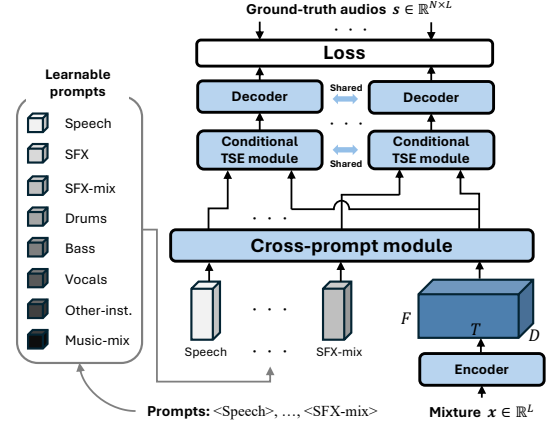 Ground-truth audios s ∈ ℝ^{N×L}
. . .
Loss
Learnable
prompts
Speech
SFX
SFX-mix
Drums
Bass
Vocals
Other-inst.
Music-mix
Decoder
Shared
Decoder
. . .
Conditional
TSE module
Shared
Conditional
TSE module
. . .
Cross-prompt module
. . .
F
T
D
Speech
. . .
SFX-mix
Encoder
Prompts: <Speech>, …, <SFX-mix>
Mixture x ∈ ℝ^L